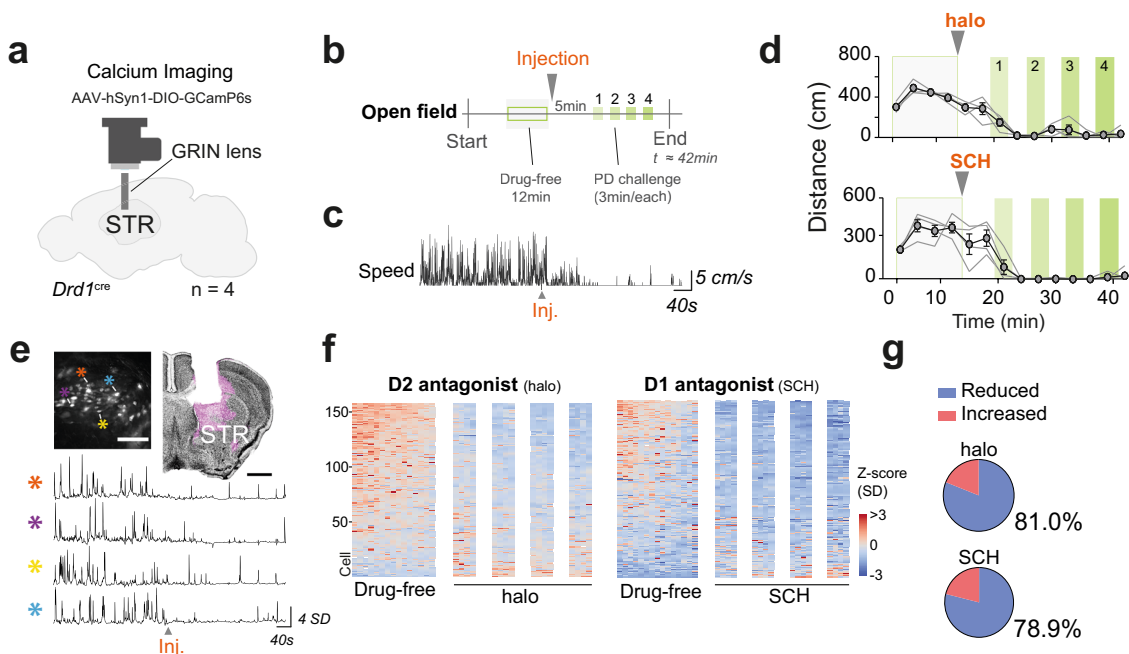 a
Calcium Imaging
AAV-hSyn1-DIO-GCamP6s
GRIN lens
STR
Drd1cre
n = 4
b
Injection
5min
1 2 3 4
Open field
Start
End
t ≈ 42min
Drug-free
12min
PD challenge
(3min/each)
c
Speed
5 cm/s
40s
Inj.
d
halo
800
400
0
1 2 3 4
SCH
600
300
0
Distance (cm)
0 10 20 30 40
Time (min)
e
* * * *
STR
*
*
*
*
4 SD
40s
Inj.
f
D2 antagonist (halo)
D1 antagonist (SCH)
150
100
50
Cell
Drug-free
halo
Drug-free
SCH
Z-score
(SD)
>3
0
-3
g
Reduced
Increased
halo
81.0%
SCH
78.9%